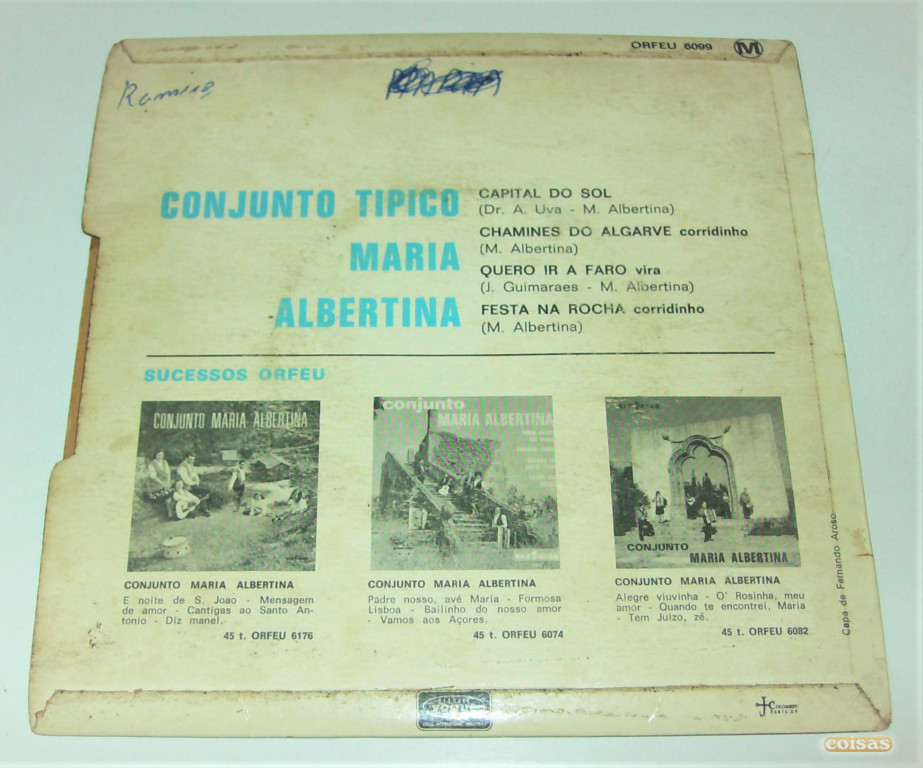 ORFEU 6099 M
CONJUNTO TIPICO
MARIA
ALBERTINA
CAPITAL DO SOL
(Dr. A. Uva - M. Albertina)
CHAMINES DO ALGARVE corridinho
(M. Albertina)
QUERO IR A FARO vira
(J. Guimaraes - M. Albertina)
FESTA NA ROCHA corridinho
(M. Albertina)
SUCESSOS ORFEU
CONJUNTO MARIA ALBERTINA
conjunto
MARIA ALBERTINA
CONJUNTO
MARIA ALBERTINA
CONJUNTO MARIA ALBERTINA
E noite de S. Joao - Mensagem
de amor - Cantigas ao Santo An-
tonio - Diz manel.
45 t. ORFEU 6176
CONJUNTO MARIA ALBERTINA
Padre nosso, avé Maria - Formosa
Lisboa - Bailinho do nosso amor
- Vamos aos Açores.
45 t. ORFEU 6074
CONJUNTO MARIA ALBERTINA
Alegre viuvinha - O' Rosinha, meu
amor - Quando te encontrei, Maria
- Tem Juizo, zé.
45 t. ORFEU 6082
Capa de Fernando Aroso
coisas